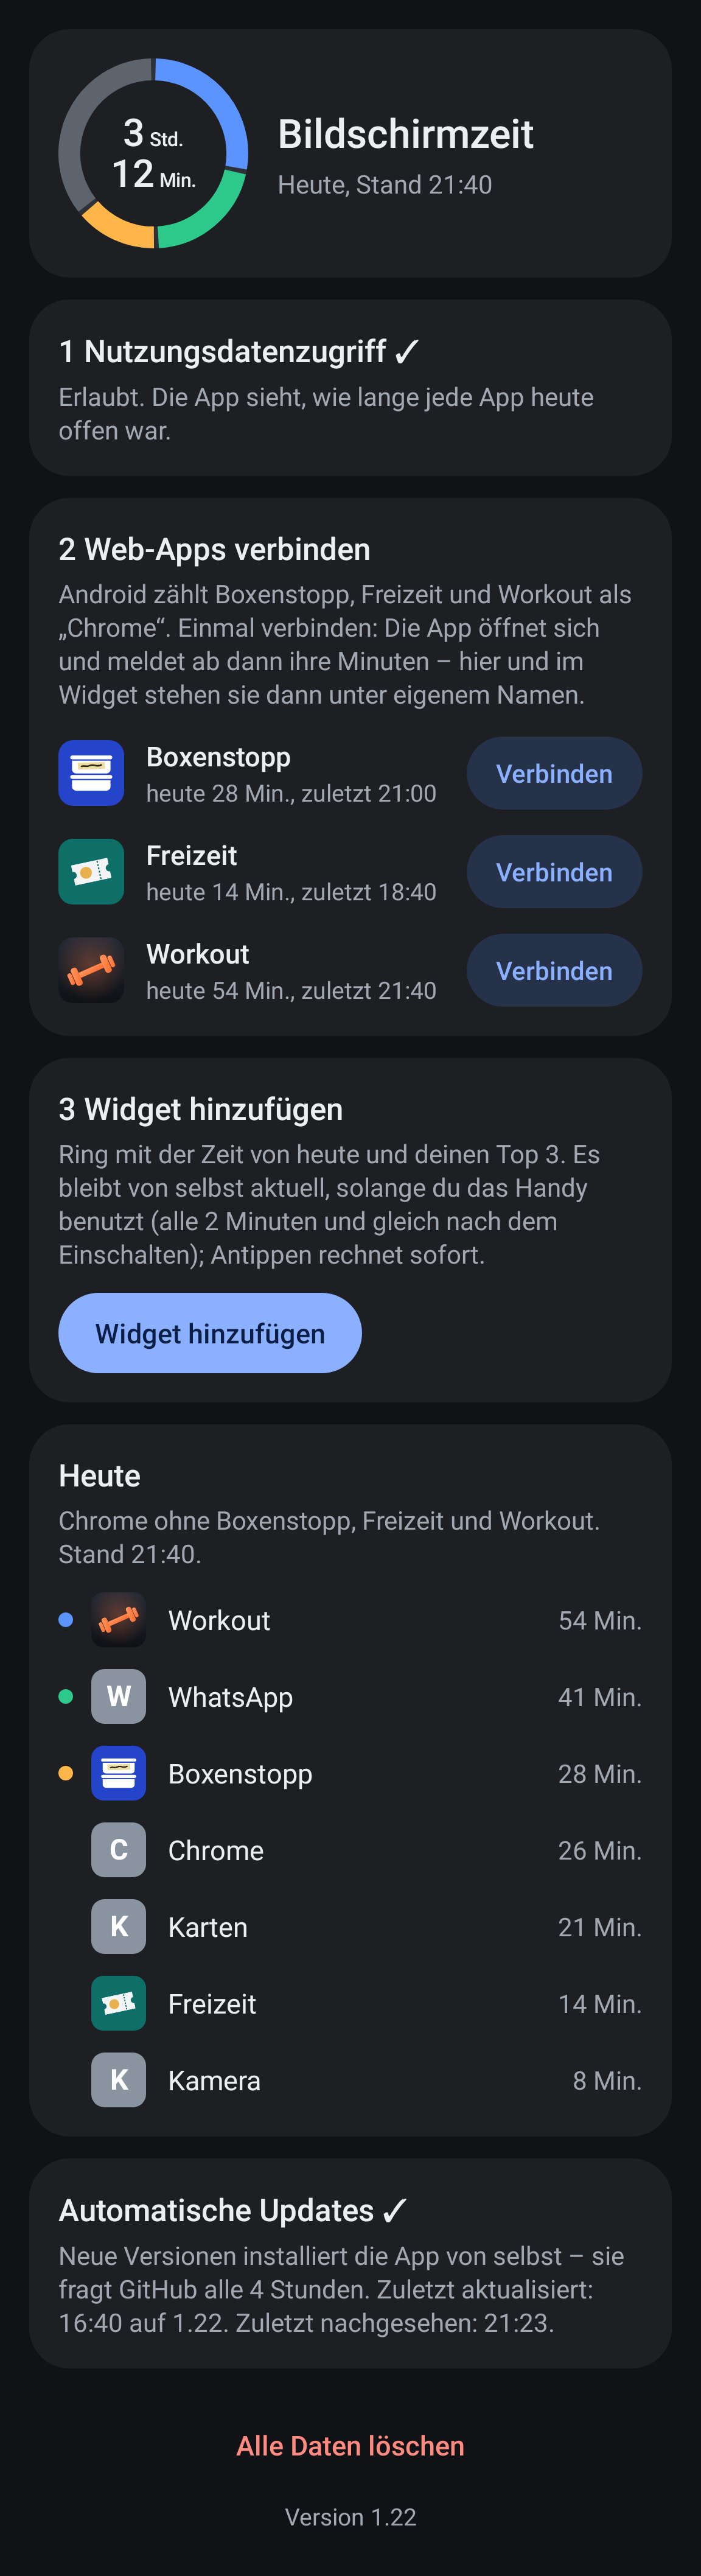 3 Std.
12 Min.
Bildschirmzeit
Heute, Stand 21:40
1 Nutzungsdatenzugriff ✓
Erlaubt. Die App sieht, wie lange jede App heute
offen war.
2 Web-Apps verbinden
Android zählt Boxenstopp, Freizeit und Workout als
„Chrome“. Einmal verbinden: Die App öffnet sich
und meldet ab dann ihre Minuten – hier und im
Widget stehen sie dann unter eigenem Namen.
Boxenstopp
heute 28 Min., zuletzt 21:00
Verbinden
Freizeit
heute 14 Min., zuletzt 18:40
Verbinden
Workout
heute 54 Min., zuletzt 21:40
Verbinden
3 Widget hinzufügen
Ring mit der Zeit von heute und deinen Top 3. Es
bleibt von selbst aktuell, solange du das Handy
benutzt (alle 2 Minuten und gleich nach dem
Einschalten); Antippen rechnet sofort.
Widget hinzufügen
Heute
Chrome ohne Boxenstopp, Freizeit und Workout.
Stand 21:40.
Workout 54 Min.
W WhatsApp 41 Min.
Boxenstopp 28 Min.
C Chrome 26 Min.
K Karten 21 Min.
Freizeit 14 Min.
K Kamera 8 Min.
Automatische Updates ✓
Neue Versionen installiert die App von selbst – sie
fragt GitHub alle 4 Stunden. Zuletzt aktualisiert:
16:40 auf 1.22. Zuletzt nachgesehen: 21:23.
Alle Daten löschen
Version 1.22